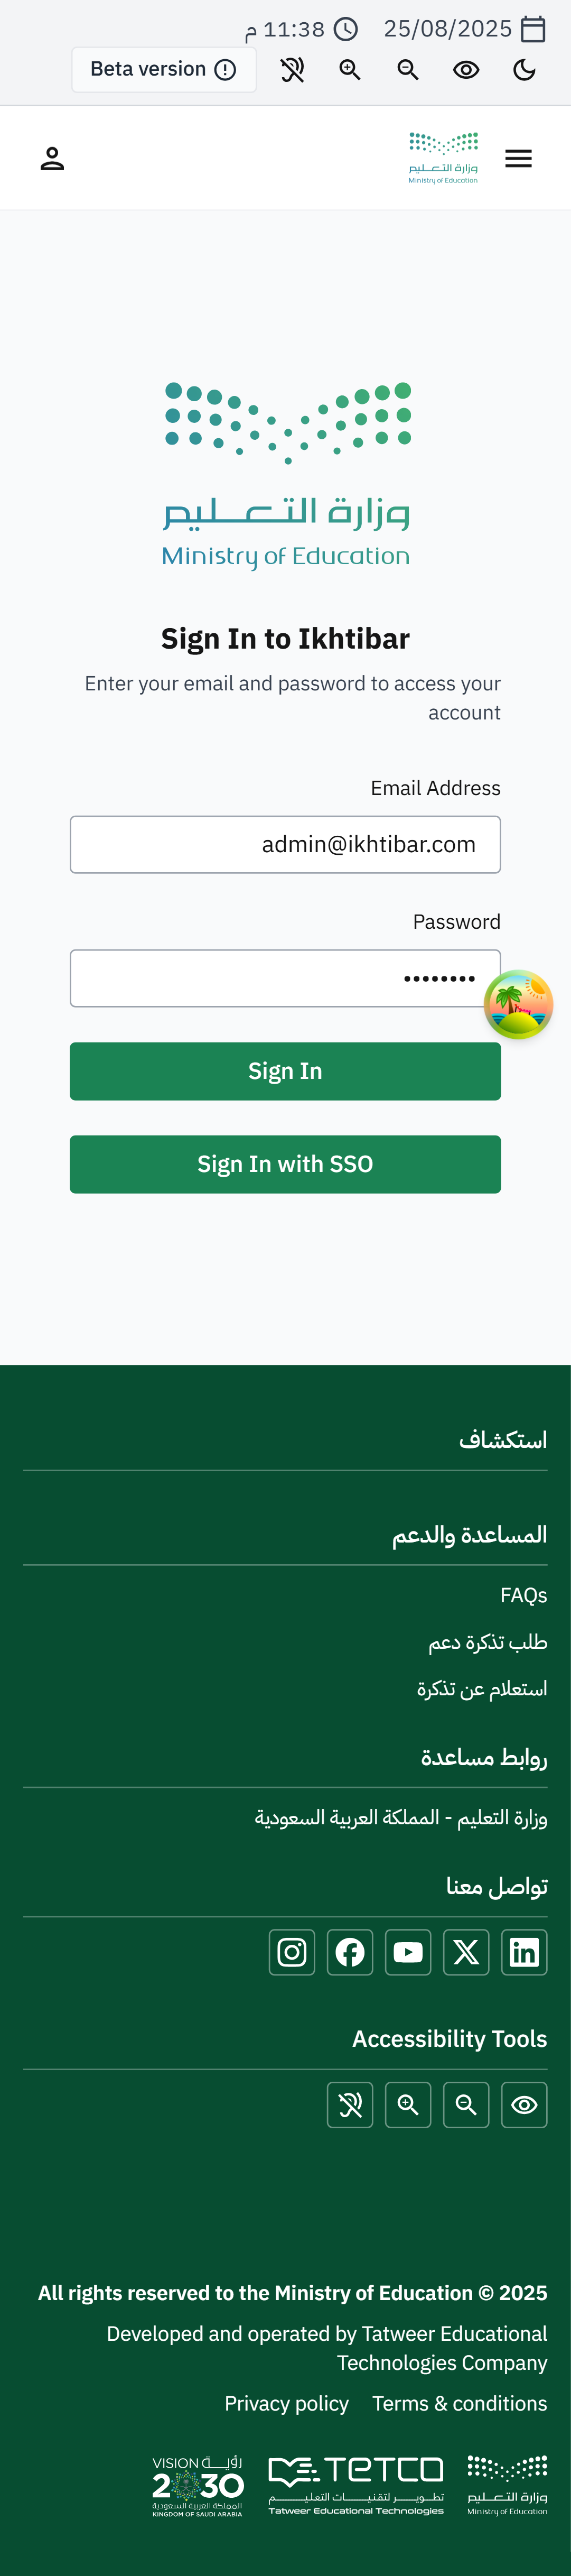 25/08/2025 11:38 م
Beta version
وزارة التعليم
Ministry of Education
وزارة التعليم
Ministry of Education
Sign In to Ikhtibar
Enter your email and password to access your
account
Email Address
admin@ikhtibar.com
Password
••••••••
Sign In
Sign In with SSO
استكشاف
المساعدة والدعم
FAQs
طلب تذكرة دعم
استعلام عن تذكرة
روابط مساعدة
وزارة التعليم - المملكة العربية السعودية
تواصل معنا
Accessibility Tools
All rights reserved to the Ministry of Education © 2025
Developed and operated by Tatweer Educational
Technologies Company
Terms & conditions Privacy policy
وزارة التعليم
Ministry of Education
TETCO
تطوير لتقنيات التعليم
Tatweer Educational Technologies
VISION رؤية
2030
المملكة العربية السعودية
KINGDOM OF SAUDI ARABIA